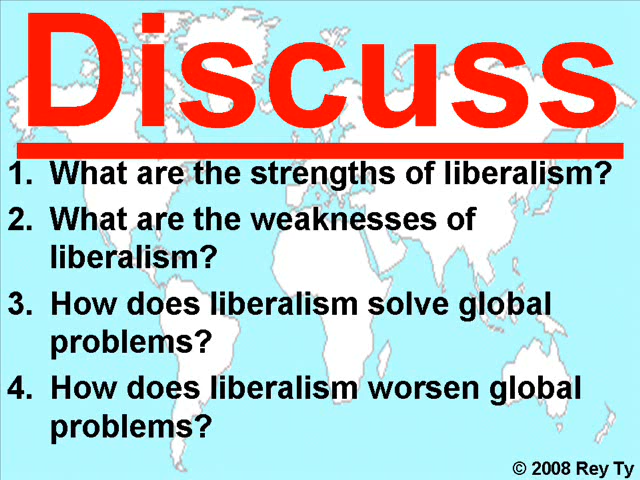 Discuss
1. What are the strengths of liberalism?
2. What are the weaknesses of
liberalism?
3. How does liberalism solve global
problems?
4. How does liberalism worsen global
problems?
© 2008 Rey Ty